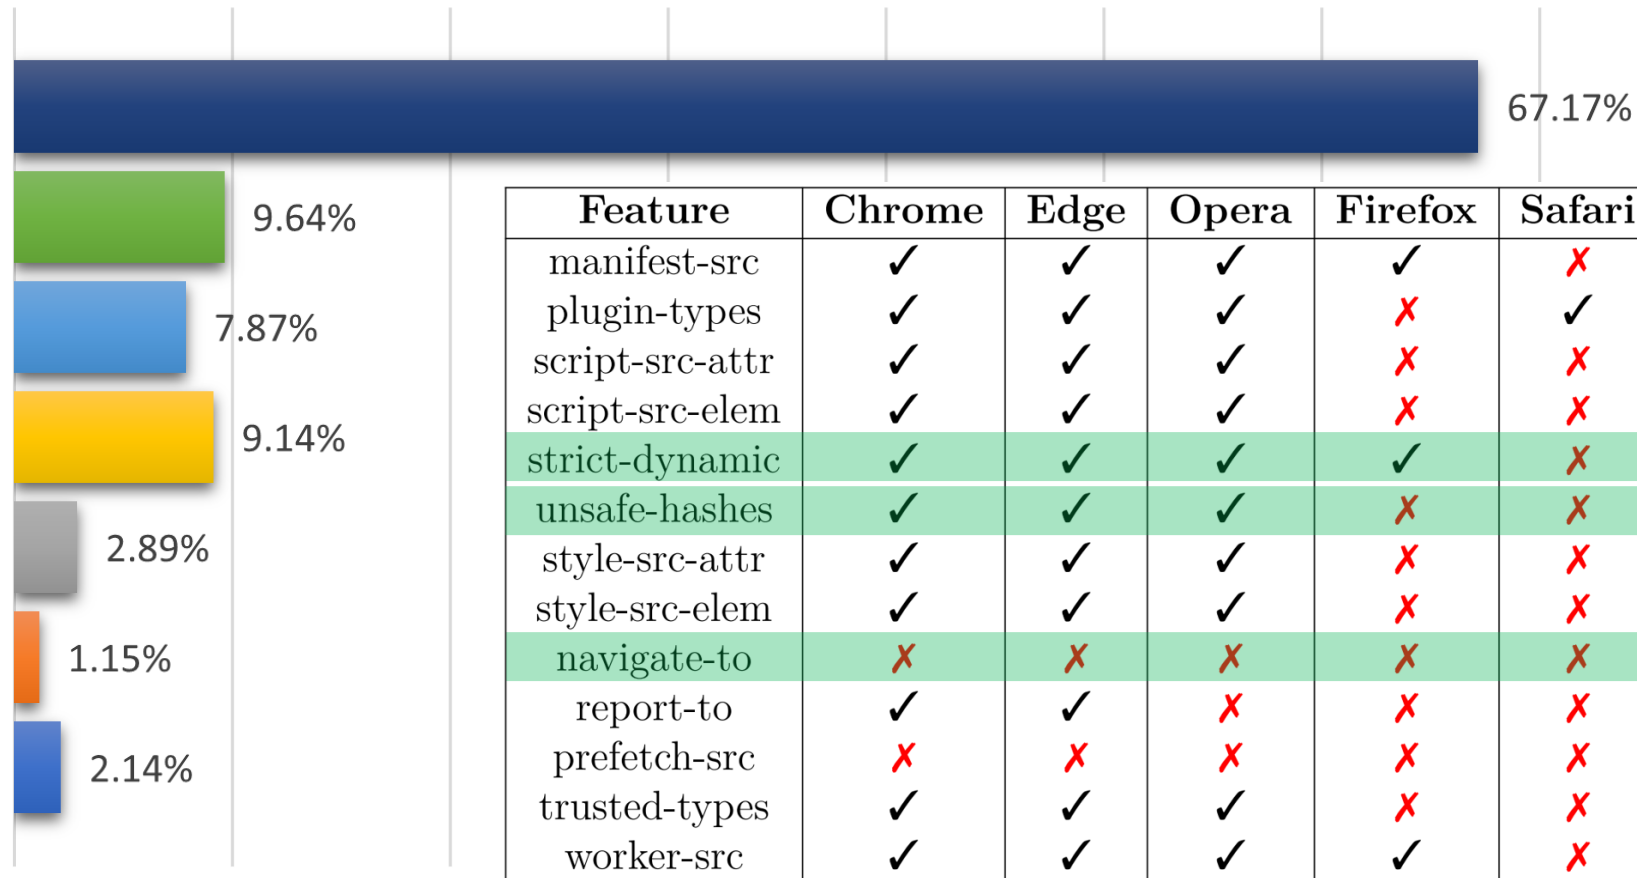 67.17%
9.64%
7.87%
9.14%
2.89%
1.15%
2.14%
Feature Chrome Edge Opera Firefox Safari
manifest-src ✓ ✓ ✓ ✓ ✗
plugin-types ✓ ✓ ✓ ✗ ✓
script-src-attr ✓ ✓ ✓ ✗ ✗
script-src-elem ✓ ✓ ✓ ✗ ✗
strict-dynamic ✓ ✓ ✓ ✓ ✗
unsafe-hashes ✓ ✓ ✓ ✗ ✗
style-src-attr ✓ ✓ ✓ ✗ ✗
style-src-elem ✓ ✓ ✓ ✗ ✗
navigate-to ✗ ✗ ✗ ✗ ✗
report-to ✓ ✓ ✗ ✗ ✗
prefetch-src ✗ ✗ ✗ ✗ ✗
trusted-types ✓ ✓ ✓ ✗ ✗
worker-src ✓ ✓ ✓ ✓ ✗